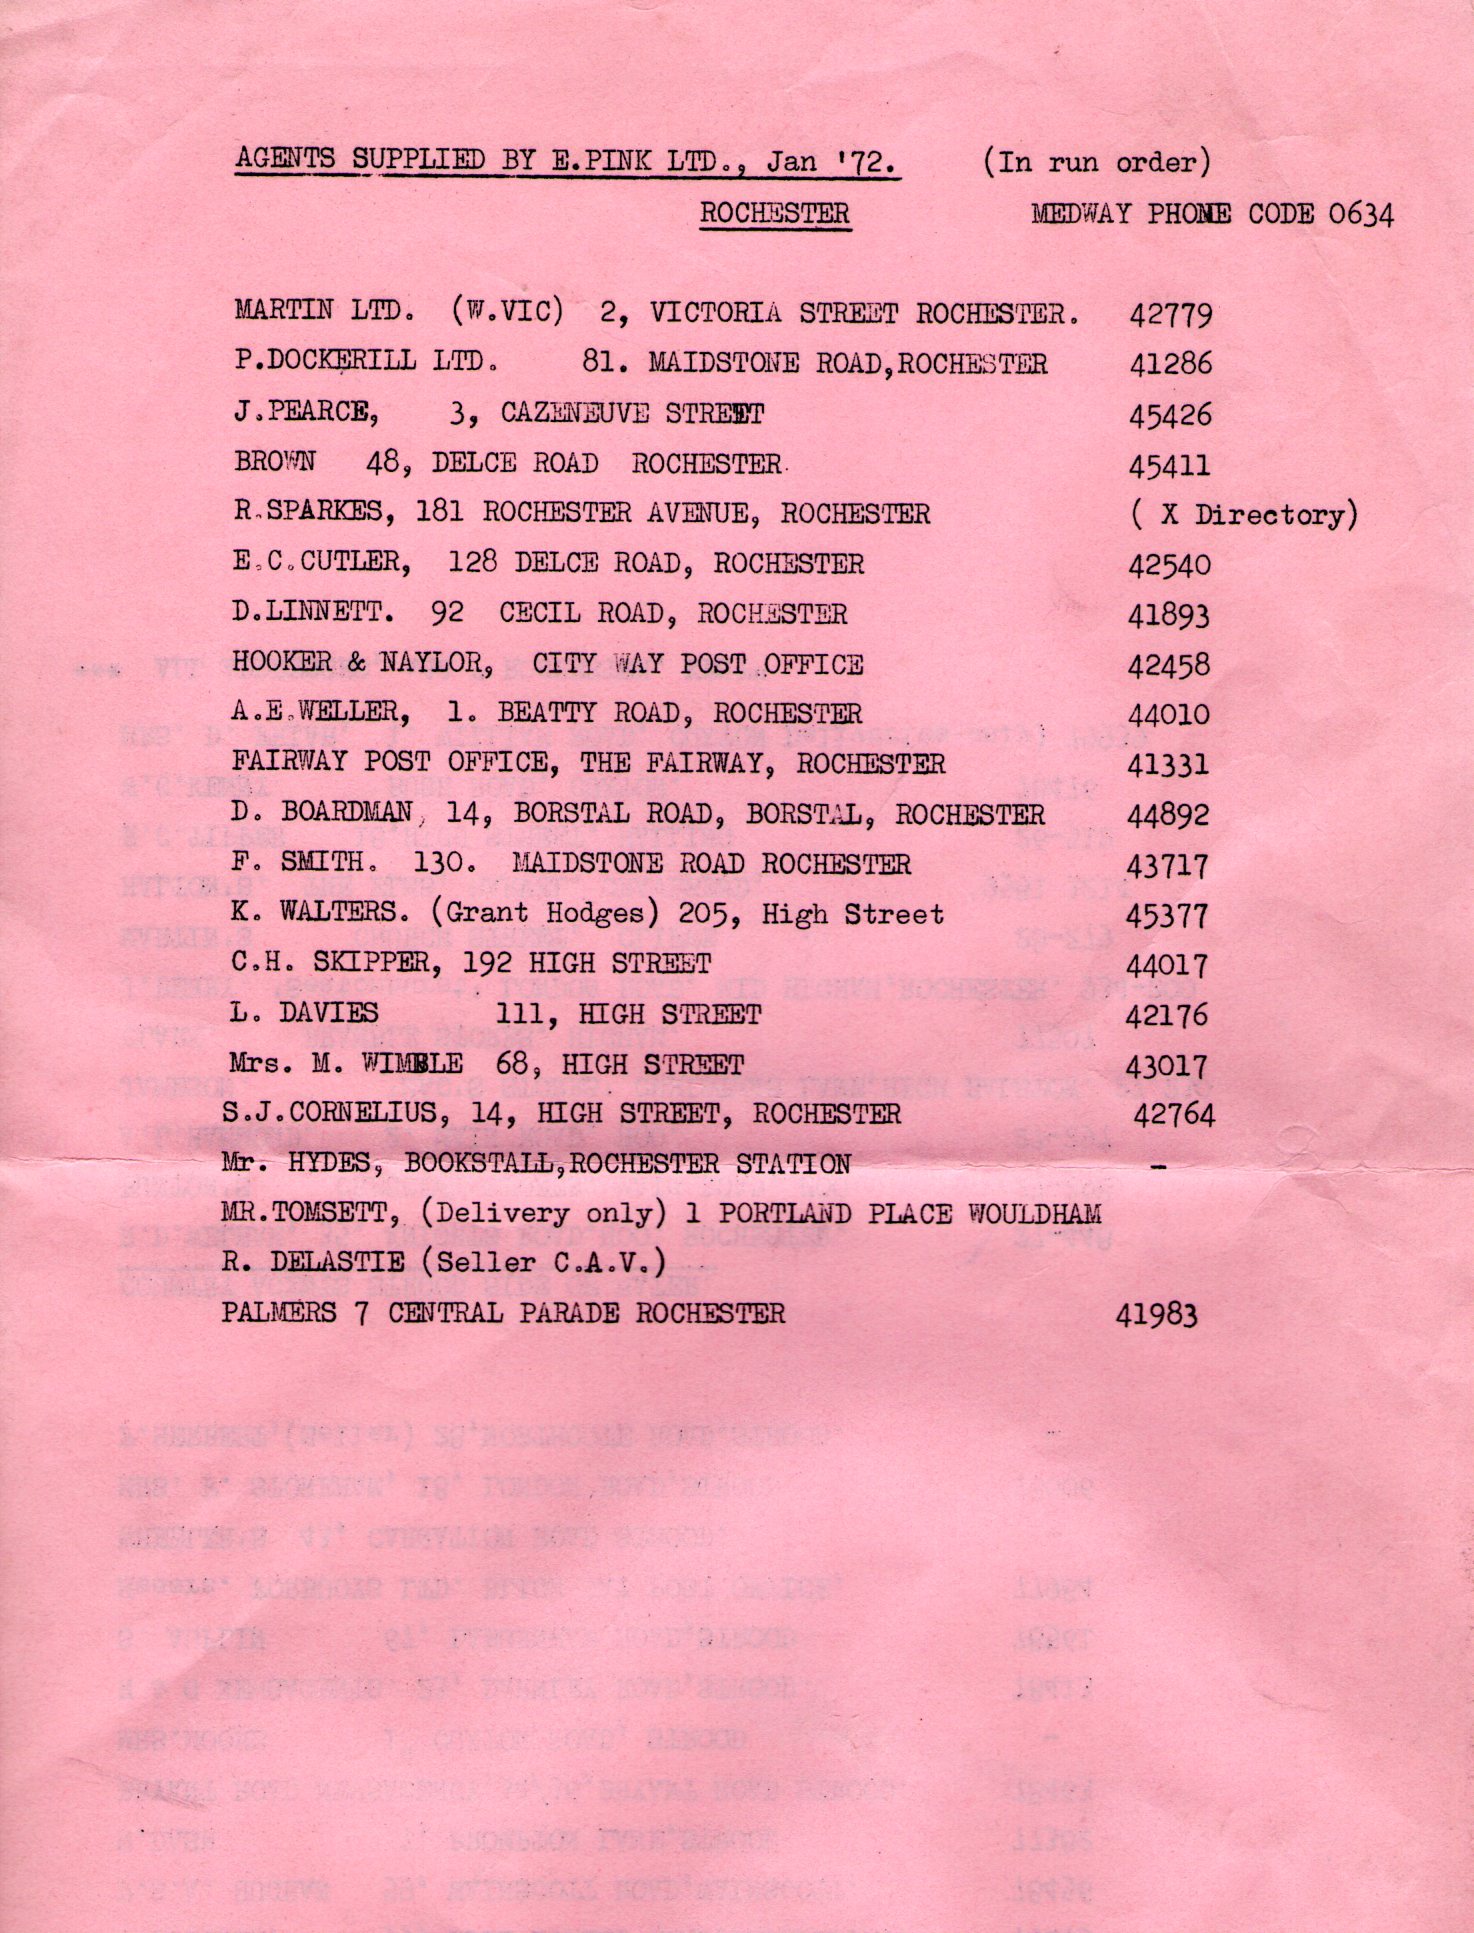 AGENTS SUPPLIED BY E.PINK LTD., Jan '72. (In run order)
ROCHESTER MEDWAY PHONE CODE 0634
MARTIN LTD. (W.VIC) 2, VICTORIA STREET ROCHESTER. 42779
P.DOCKERILL LTD. 81. MAIDSTONE ROAD,ROCHESTER 41286
J.PEARCE, 3, CAZENEUVE STREET 45426
BROWN 48, DELCE ROAD ROCHESTER. 45411
R.SPARKES, 181 ROCHESTER AVENUE, ROCHESTER ( X Directory)
E.C.CUTLER, 128 DELCE ROAD, ROCHESTER 42540
D.LINNETT. 92 CECIL ROAD, ROCHESTER 41893
HOOKER & NAYLOR, CITY WAY POST OFFICE 42458
A.E.WELLER, 1. BEATTY ROAD, ROCHESTER 44010
FAIRWAY POST OFFICE, THE FAIRWAY, ROCHESTER 41331
D. BOARDMAN, 14, BORSTAL ROAD, BORSTAL, ROCHESTER 44892
F. SMITH. 130. MAIDSTONE ROAD ROCHESTER 43717
K. WALTERS. (Grant Hodges) 205, High Street 45377
C.H. SKIPPER, 192 HIGH STREET 44017
L. DAVIES 111, HIGH STREET 42176
Mrs. M. WIMBLE 68, HIGH STREET 43017
S.J.CORNELIUS, 14, HIGH STREET, ROCHESTER 42764
Mr. HYDES, BOOKSTALL,ROCHESTER STATION -
MR.TOMSETT, (Delivery only) 1 PORTLAND PLACE WOULDHAM
R. DELASTIE (Seller C.A.V.)
PALMERS 7 CENTRAL PARADE ROCHESTER 41983